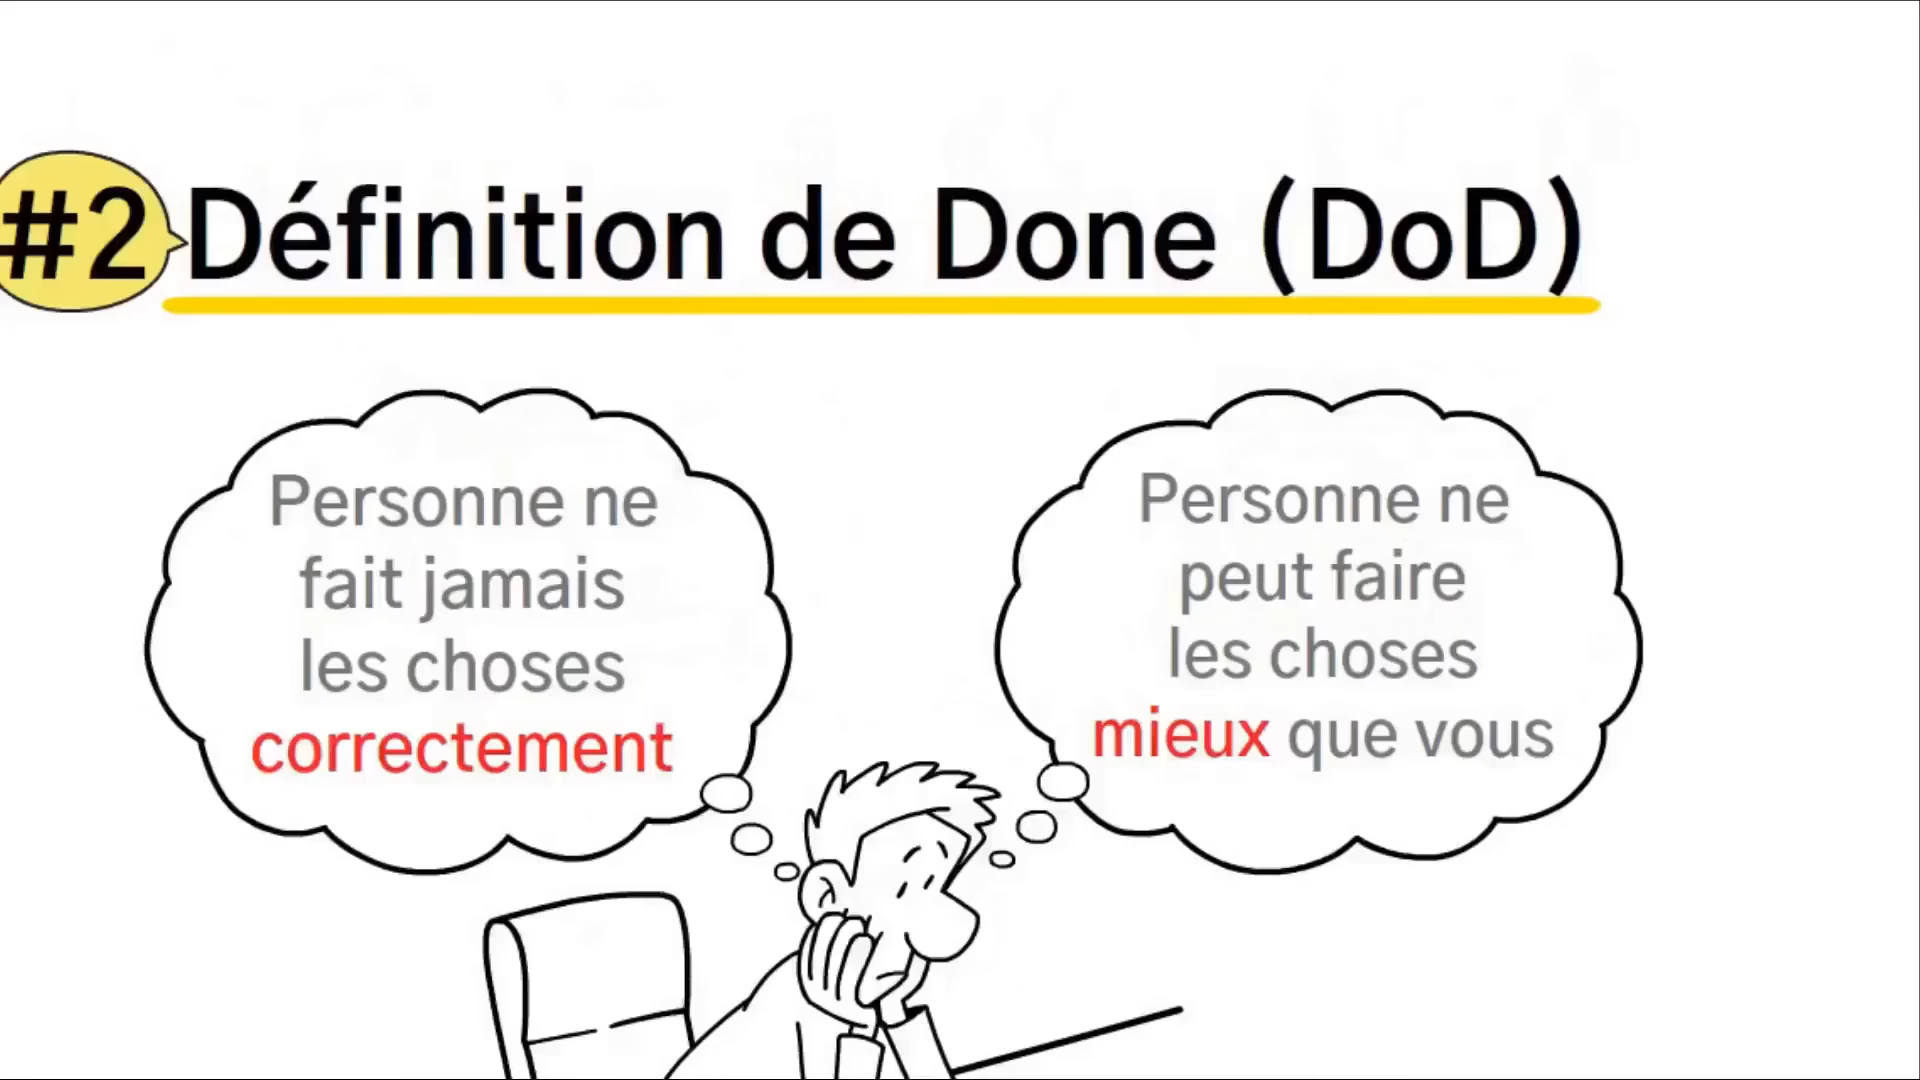 #2 Définition de Done (DoD)
Personne ne
fait jamais
les choses
correctement
Personne ne
peut faire
les choses
mieux que vous